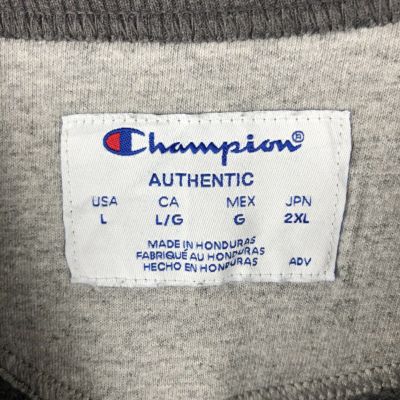 Champion®
AUTHENTIC
USA CA MEX JPN
L L/G G 2XL
MADE IN HONDURAS
FABRIQUÉ AU HONDURAS
HECHO EN HONDURAS ADV